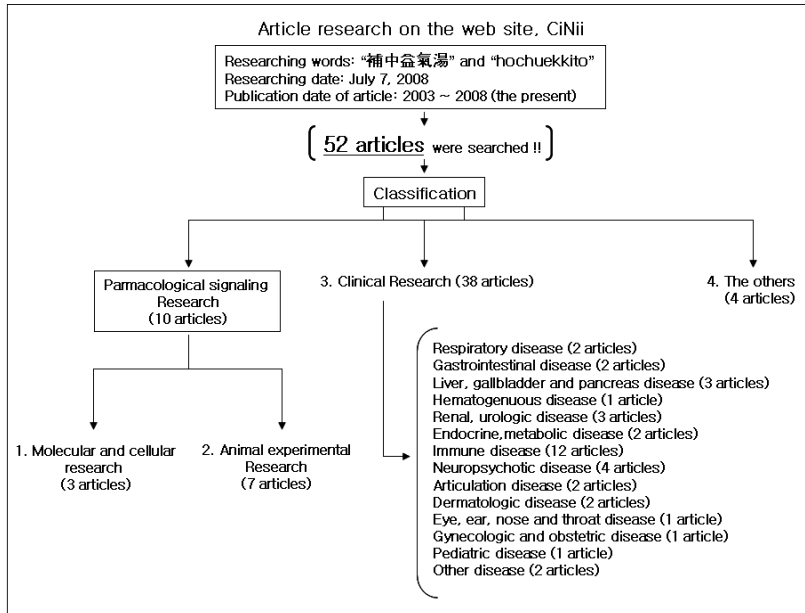 Article research on the web site, CiNii
Researching words: “補中益氣湯” and “hochuekkito”
Researching date: July 7, 2008
Publication date of article: 2003 ~ 2008 (the present)
52 articles were searched !!
Classification
Parmacological signaling
Research
(10 articles)
3. Clinical Research (38 articles)
4. The others
(4 articles)
1. Molecular and cellular
research
(3 articles)
2. Animal experimental
Research
(7 articles)
Respiratory disease (2 articles)
Gastrointestinal disease (2 articles)
Liver, gallbladder and pancreas disease (3 articles)
Hematogenuous disease (1 article)
Renal, urologic disease (3 articles)
Endocrine,metabolic disease (2 articles)
Immune disease (12 articles)
Neuropsychotic disease (4 articles)
Articulation disease (2 articles)
Dermatologic disease (2 articles)
Eye, ear, nose and throat disease (1 article)
Gynecologic and obstetric disease (1 article)
Pediatric disease (1 article)
Other disease (2 articles)